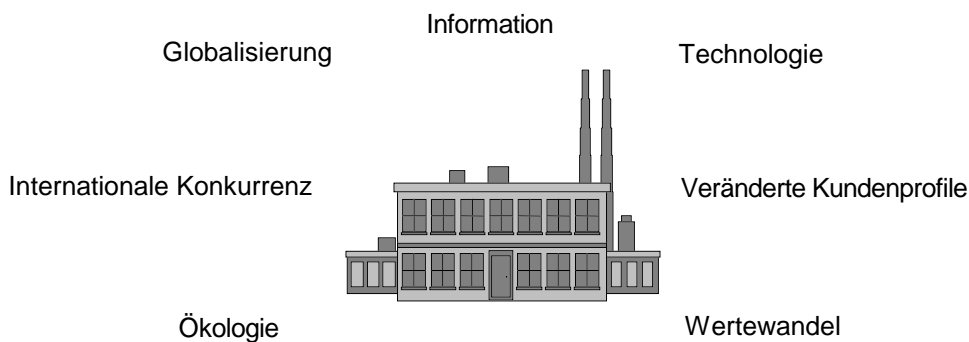 Information
Globalisierung
Technologie
Internationale Konkurrenz
Veränderte Kundenprofile
Ökologie
Wertewandel